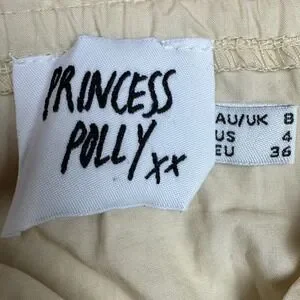 PRINCESS
POLLY xx
AU/UK 8
US 4
EU 36